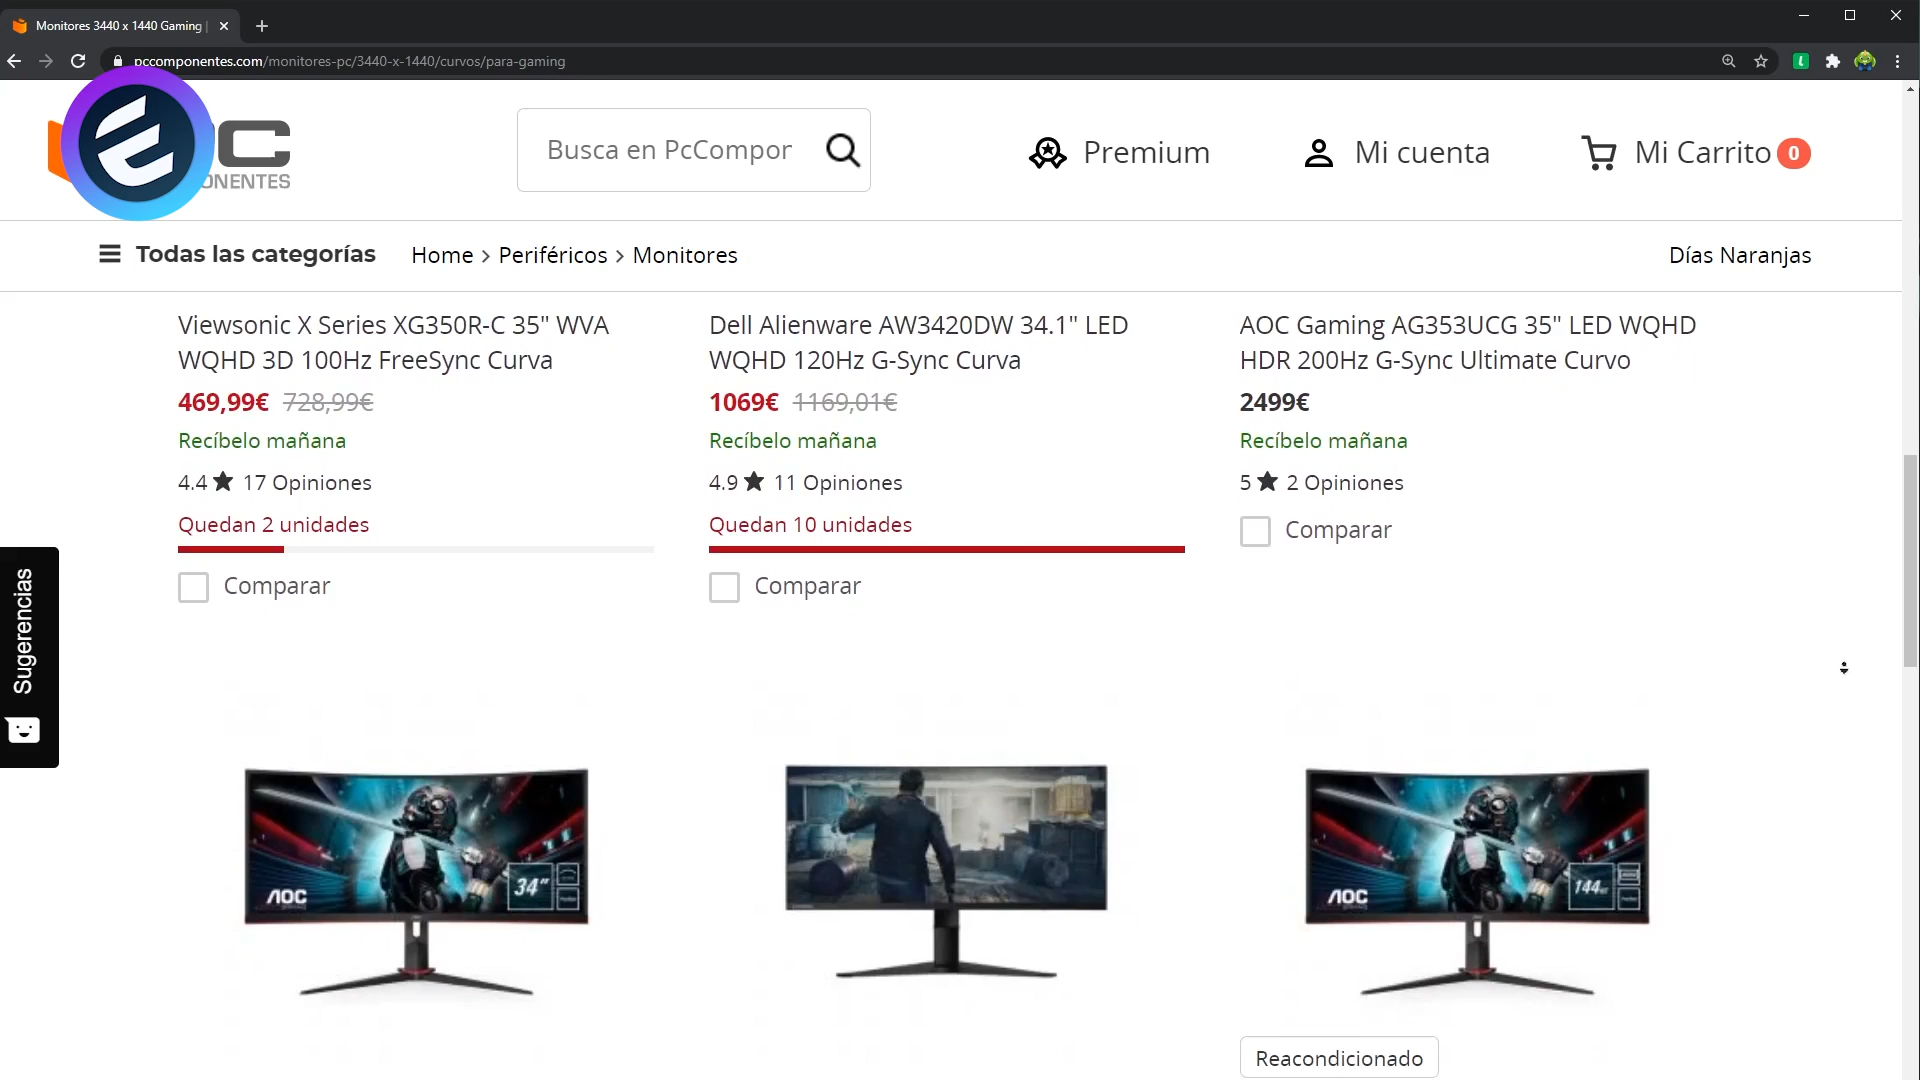 Monitores 3440 x 1440 Gaming |
pccomponentes.com/monitores-pc/3440-x-1440/curvos/para-gaming
C
ONENTES
Busca en PcCompor
Premium
Mi cuenta
Mi Carrito 0
Todas las categorías
Home > Periféricos > Monitores
Días Naranjas
Viewsonic X Series XG350R-C 35" WVA
WQHD 3D 100Hz FreeSync Curva
469,99€ 728,99€
Recíbelo mañana
4.4 ★ 17 Opiniones
Quedan 2 unidades
Comparar
Dell Alienware AW3420DW 34.1" LED
WQHD 120Hz G-Sync Curva
1069€ 1169,01€
Recíbelo mañana
4.9 ★ 11 Opiniones
Quedan 10 unidades
Comparar
AOC Gaming AG353UCG 35" LED WQHD
HDR 200Hz G-Sync Ultimate Curvo
2499€
Recíbelo mañana
5 ★ 2 Opiniones
Comparar
Sugerencias
AOC
34"
AOC
144
Reacondicionado